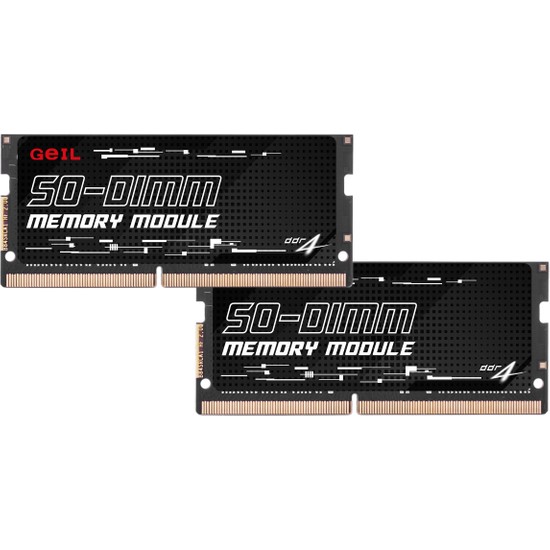 GeIL
SO-DIMM
MEMORY MODULE
ddr4
SO-DIMM
MEMORY MODULE
ddr4